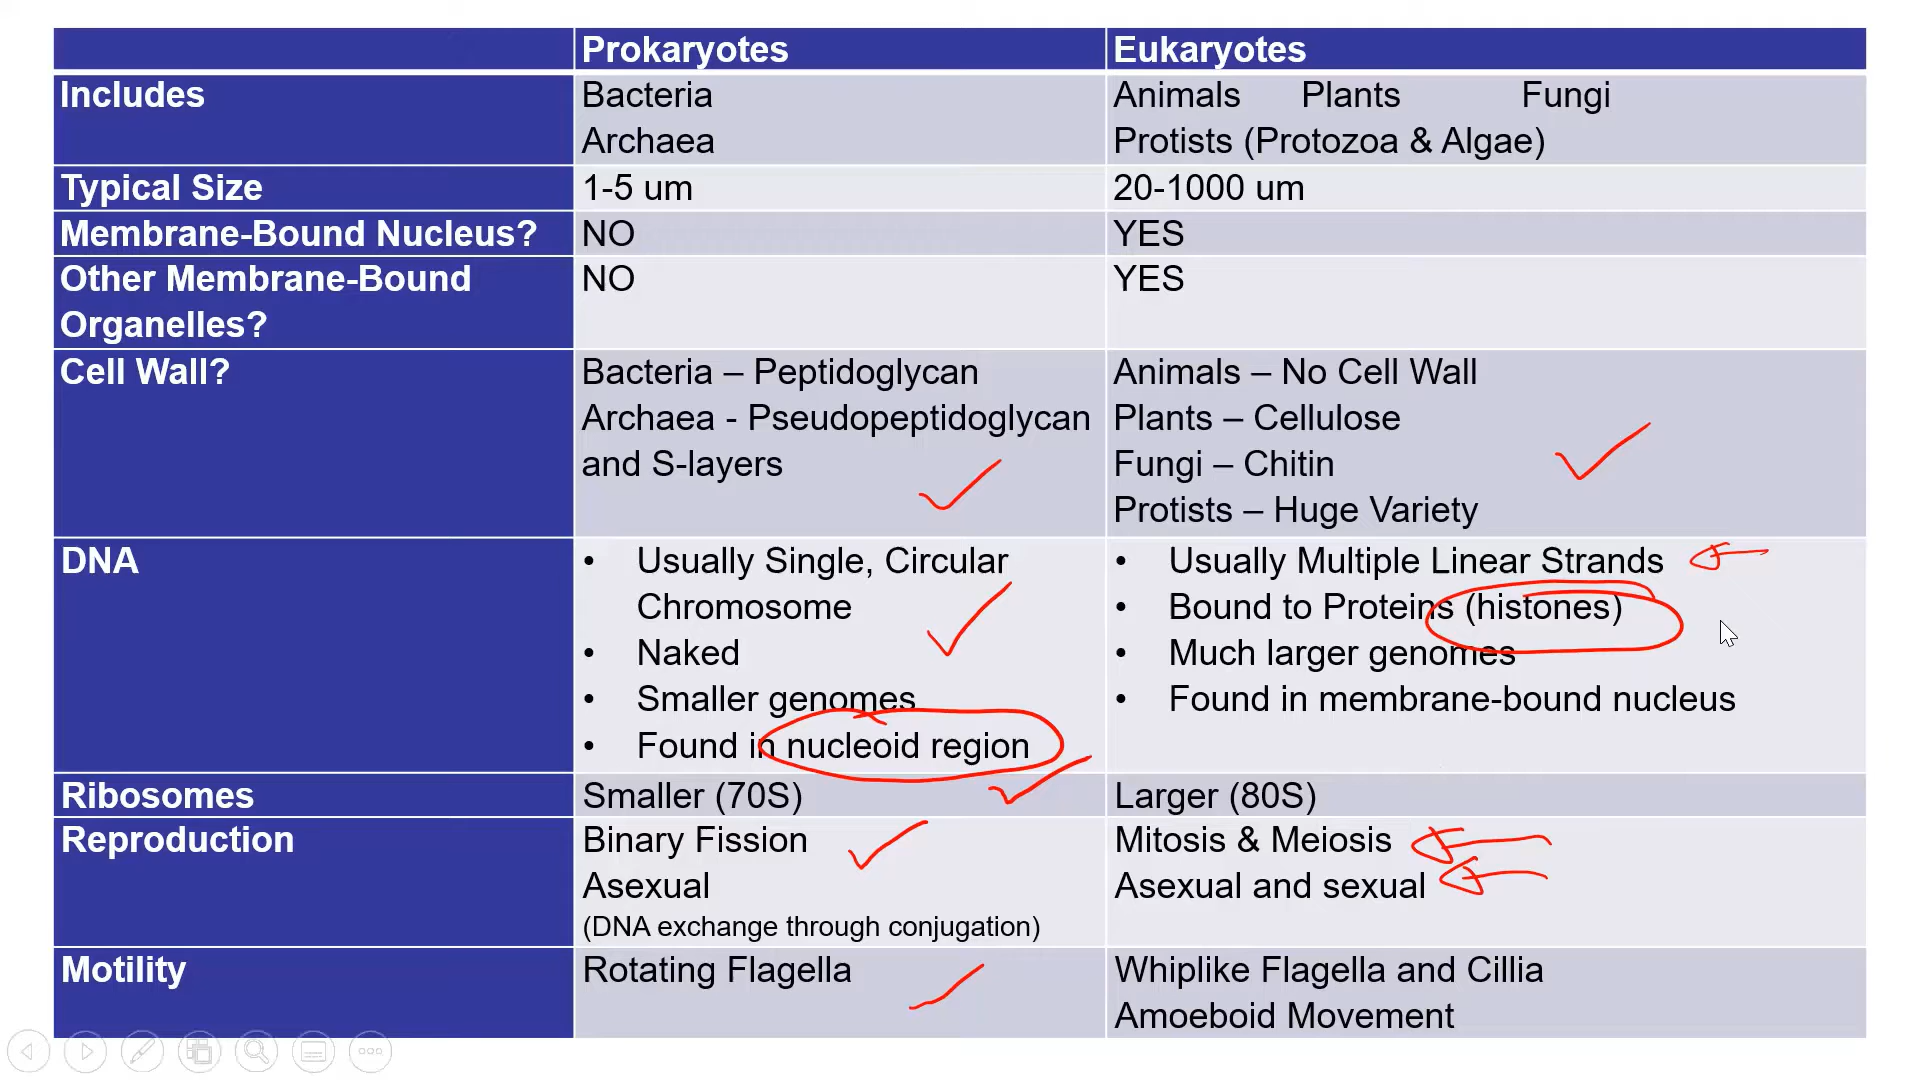 Prokaryotes Eukaryotes
Includes Bacteria Animals Plants Fungi
Archaea Protists (Protozoa & Algae)
Typical Size 1-5 um 20-1000 um
Membrane-Bound Nucleus? NO YES
Other Membrane-Bound NO YES
Organelles?
Cell Wall? Bacteria – Peptidoglycan Animals – No Cell Wall
Archaea - Pseudopeptidoglycan Plants – Cellulose
and S-layers Fungi – Chitin
Protists – Huge Variety
DNA • Usually Single, Circular • Usually Multiple Linear Strands
Chromosome • Bound to Proteins (histones)
• Naked • Much larger genomes
• Smaller genomes • Found in membrane-bound nucleus
• Found in nucleoid region
Ribosomes Smaller (70S) Larger (80S)
Reproduction Binary Fission Mitosis & Meiosis
Asexual Asexual and sexual
(DNA exchange through conjugation)
Motility Rotating Flagella Whiplike Flagella and Cillia
Amoeboid Movement